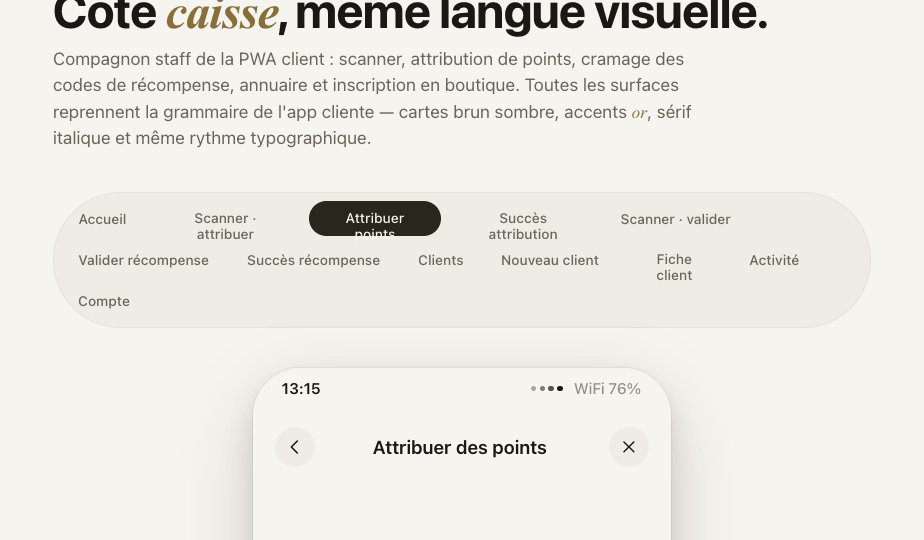 Côté caisse, même langue visuelle.
Compagnon staff de la PWA client : scanner, attribution de points, cramage des
codes de récompense, annuaire et inscription en boutique. Toutes les surfaces
reprennent la grammaire de l'app cliente — cartes brun sombre, accents or, sérif
italique et même rythme typographique.
Accueil
Scanner ·
attribuer
Attribuer
points
Succès
attribution
Scanner · valider
Valider récompense
Succès récompense
Clients
Nouveau client
Fiche
client
Activité
Compte
13:15
WiFi 76%
Attribuer des points